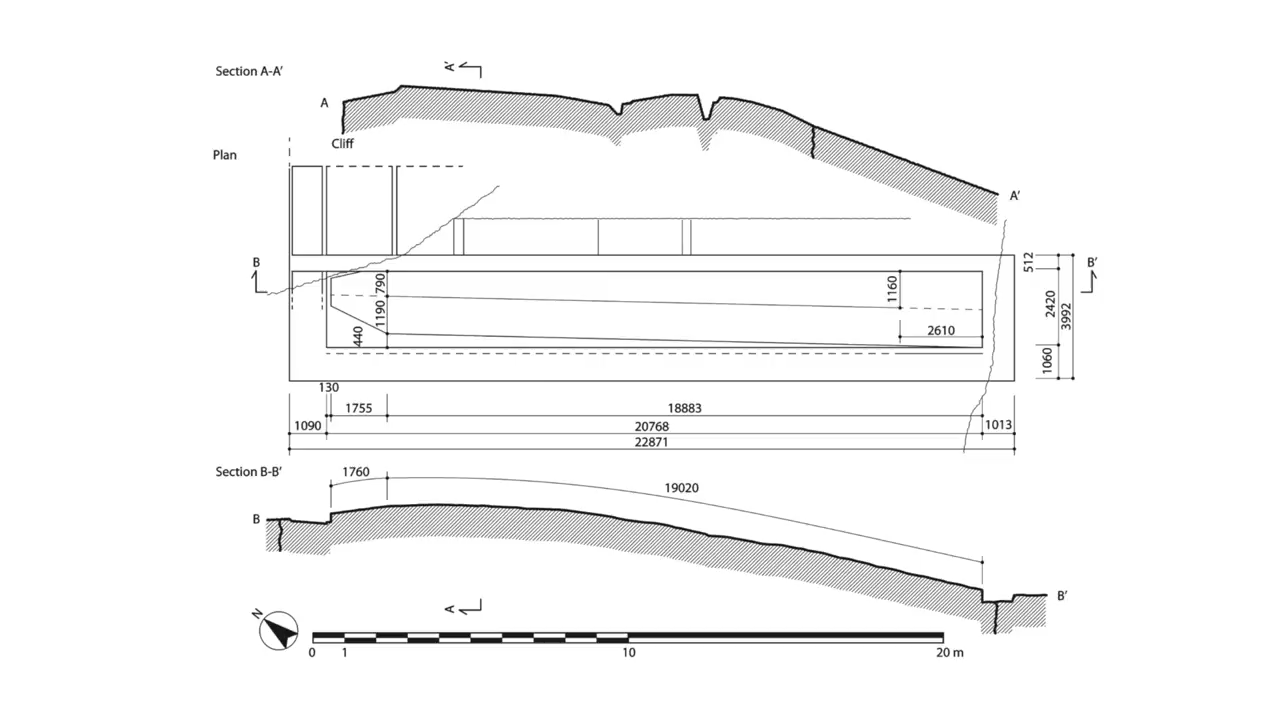 Section A-A′
A′
A
Cliff
A′
Plan
B
B′
790
1190
440
1160
2610
512
2420
3992
1060
130
1755
18883
1090
20768
1013
22871
Section B-B′
1760
19020
B
B′
A
N
0
1
10
20 m